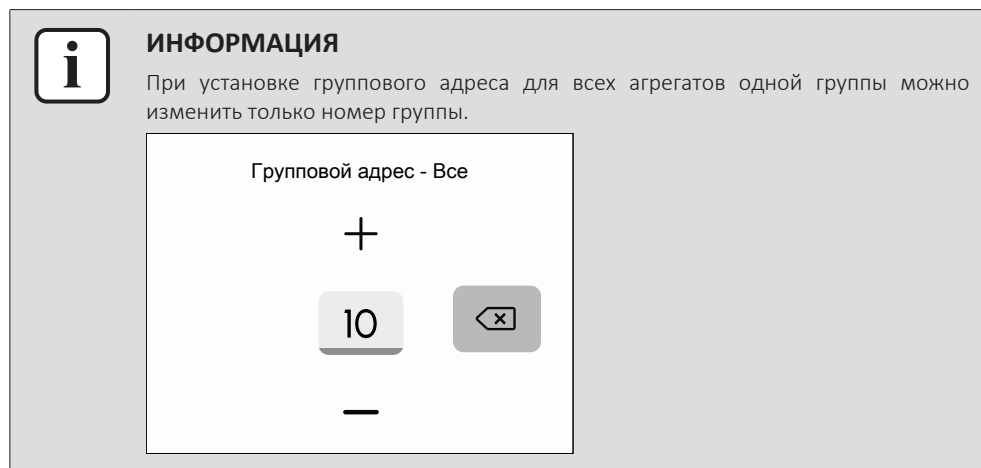 ИНФОРМАЦИЯ
При установке группового адреса для всех агрегатов одной группы можно
изменить только номер группы.
Групповой адрес - Все
10